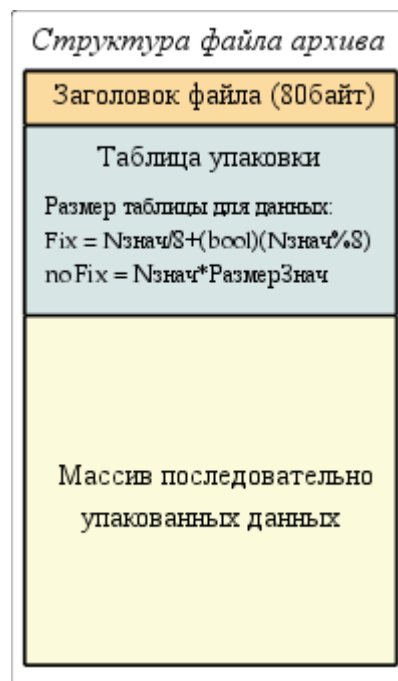 Структура файла архива
Заголовок файла (80байт)
Таблица упаковки
Размер таблицы для данных:
Fix = Nзнач/8+(bool)(Nзнач%8)
noFix = Nзнач*РазмерЗнач
Массив последовательно
упакованных данных